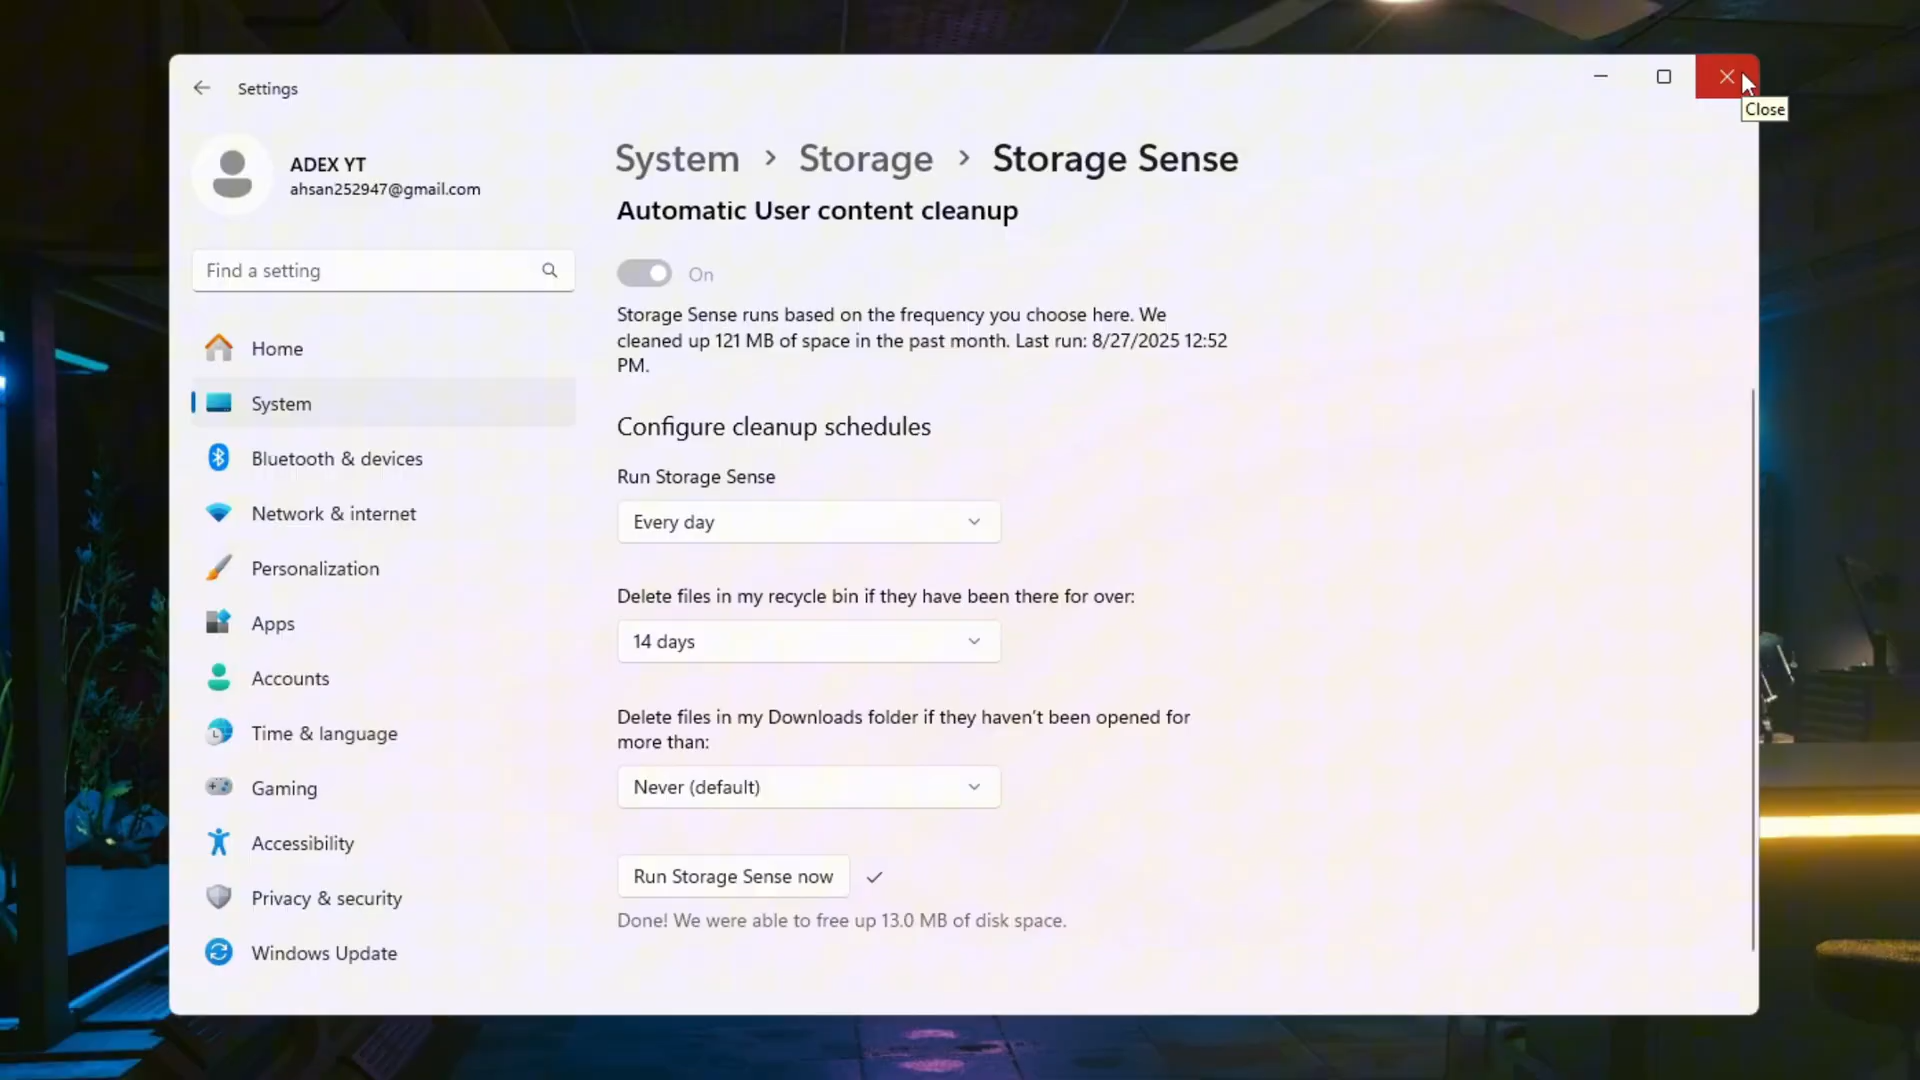 Settings
Close
ADEX YT
ahsan252947@gmail.com
Find a setting
Home
System
Bluetooth & devices
Network & internet
Personalization
Apps
Accounts
Time & language
Gaming
Accessibility
Privacy & security
Windows Update
System > Storage > Storage Sense
Automatic User content cleanup
On
Storage Sense runs based on the frequency you choose here. We
cleaned up 121 MB of space in the past month. Last run: 8/27/2025 12:52
PM.
Configure cleanup schedules
Run Storage Sense
Every day
Delete files in my recycle bin if they have been there for over:
14 days
Delete files in my Downloads folder if they haven't been opened for
more than:
Never (default)
Run Storage Sense now
Done! We were able to free up 13.0 MB of disk space.